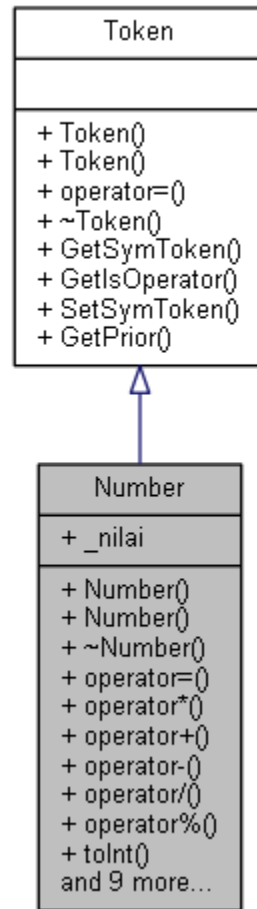 Token
+ Token()
+ Token()
+ operator=()
+ ~Token()
+ GetSymToken()
+ GetIsOperator()
+ SetSymToken()
+ GetPrior()
Number
+ _nilai
+ Number()
+ Number()
+ ~Number()
+ operator=()
+ operator*()
+ operator+()
+ operator-()
+ operator/()
+ operator%()
+ toInt()
and 9 more...